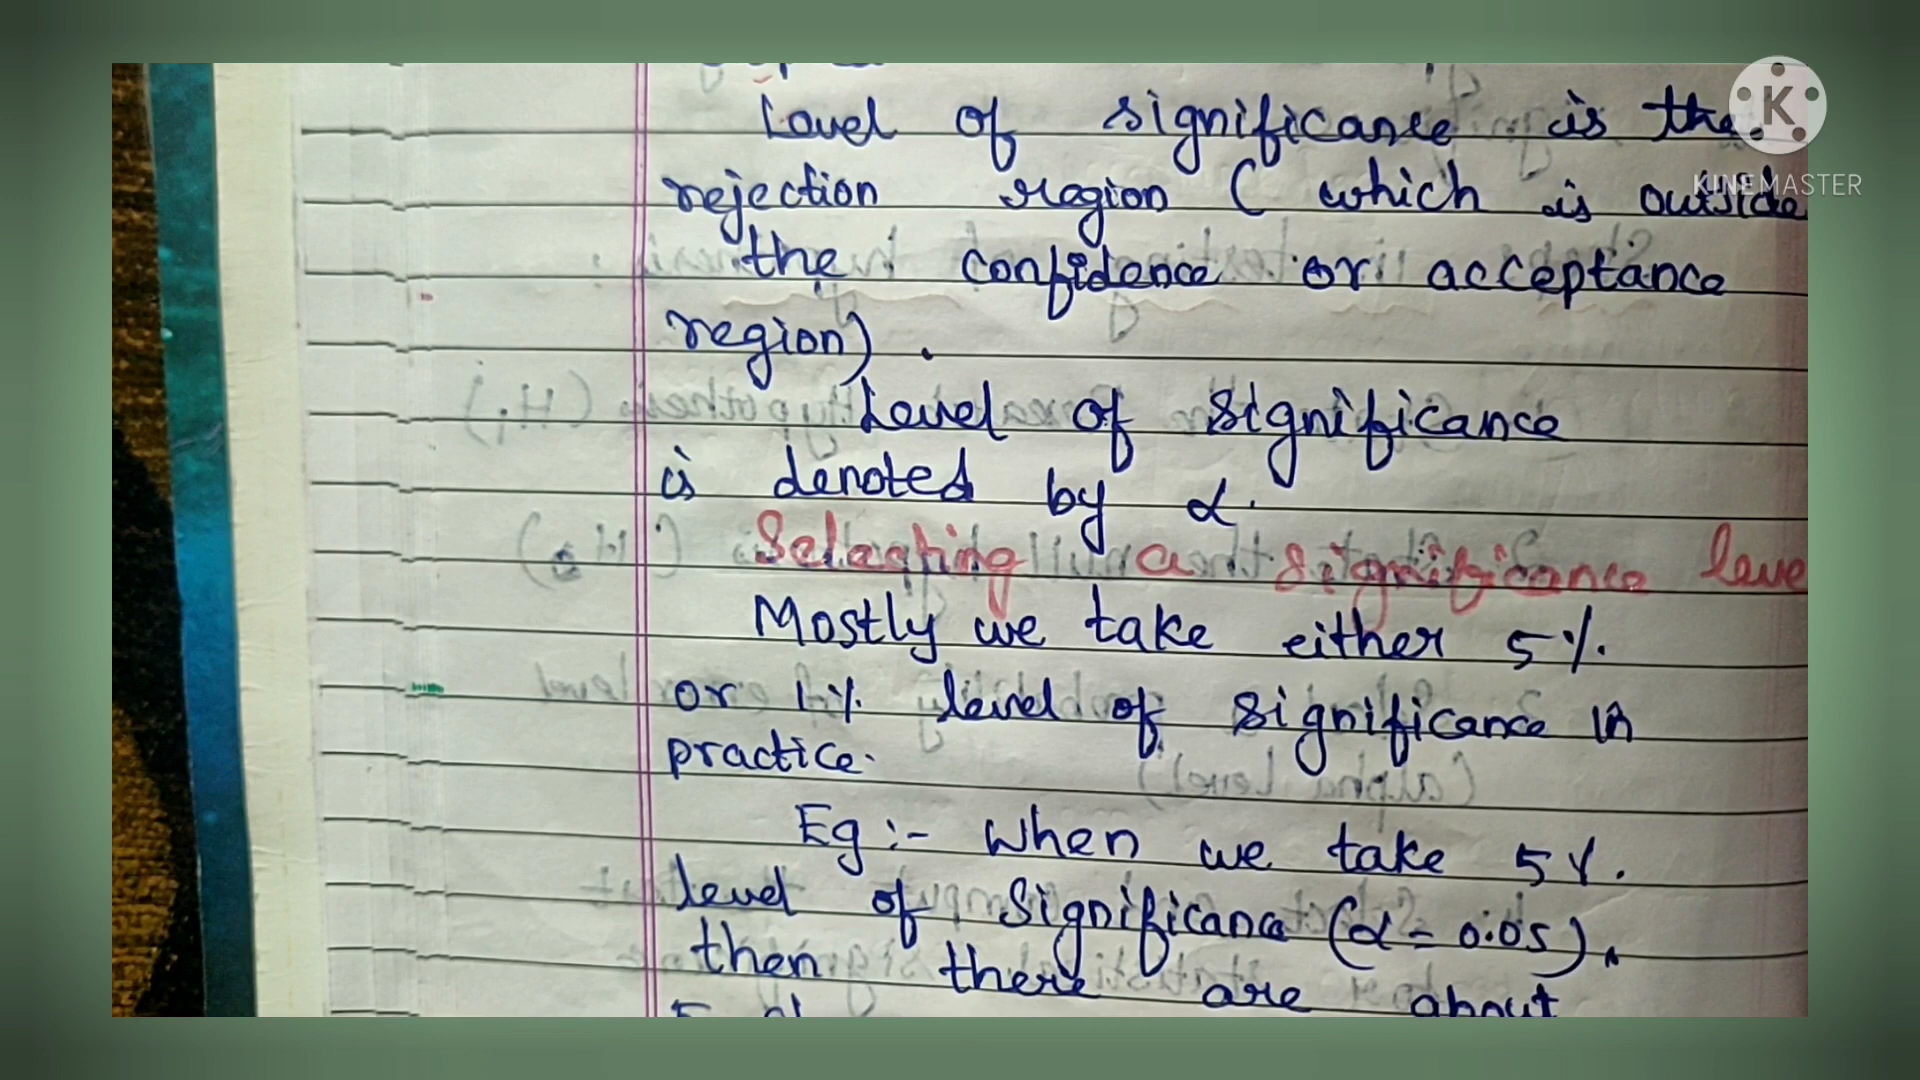 Level of significance is the
rejection region ( which is outside
the confidence or acceptance
region) .
Level of significance
is denoted by α.
Selecting a significance leve
Mostly we take either 5%.
or 1% level of significance in
practice.
Eg :- When we take 5%.
level of significance (α = 0.05),
then there are about
KINEMASTER